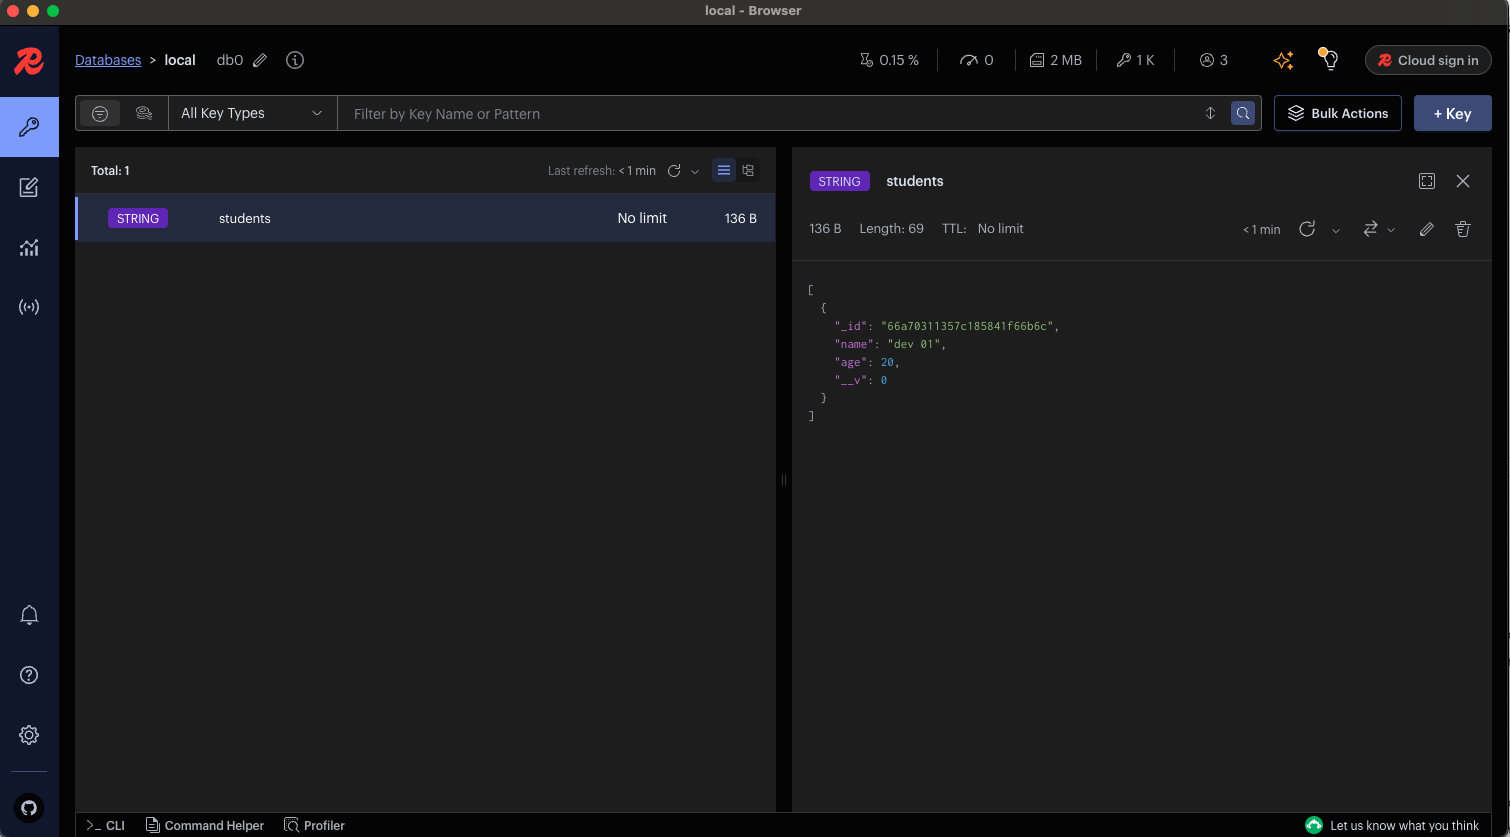 local - Browser
Databases > local db0
0.15 % 0 2 MB 1 K 3 Cloud sign in
All Key Types Filter by Key Name or Pattern Bulk Actions + Key
Total: 1 Last refresh: < 1 min
STRING students No limit 136 B
STRING students
136 B Length: 69 TTL: No limit < 1 min
[
{
"_id": "66a70311357c185841f66b6c",
"name": "dev 01",
"age": 20,
"__v": 0
}
]
>_ CLI Command Helper Profiler Let us know what you think